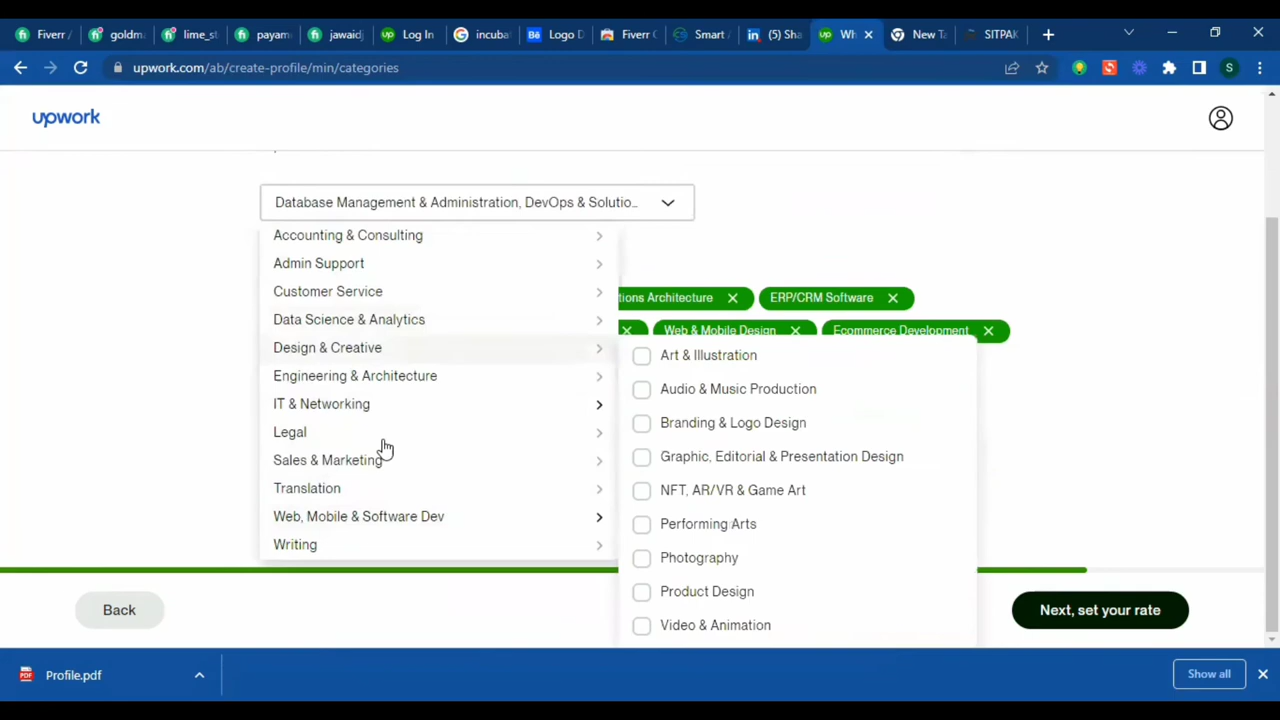 Fiverr /
goldma
lime_st
payam
jawaidj
Log In
incuba
Logo D
Fiverr C
Smart /
(5) Sha
Wh
New Ta
SITPAK
S
upwork.com/ab/create-profile/min/categories
upwork
Database Management & Administration, DevOps & Solutio...
Accounting & Consulting
Admin Support
Customer Service
Data Science & Analytics
Design & Creative
Engineering & Architecture
IT & Networking
Legal
Sales & Marketing
Translation
Web, Mobile & Software Dev
Writing
tions Architecture
ERP/CRM Software
Web & Mobile Design
Ecommerce Development
Art & Illustration
Audio & Music Production
Branding & Logo Design
Graphic, Editorial & Presentation Design
NFT, AR/VR & Game Art
Performing Arts
Photography
Product Design
Video & Animation
Back
Next, set your rate
Profile.pdf
Show all